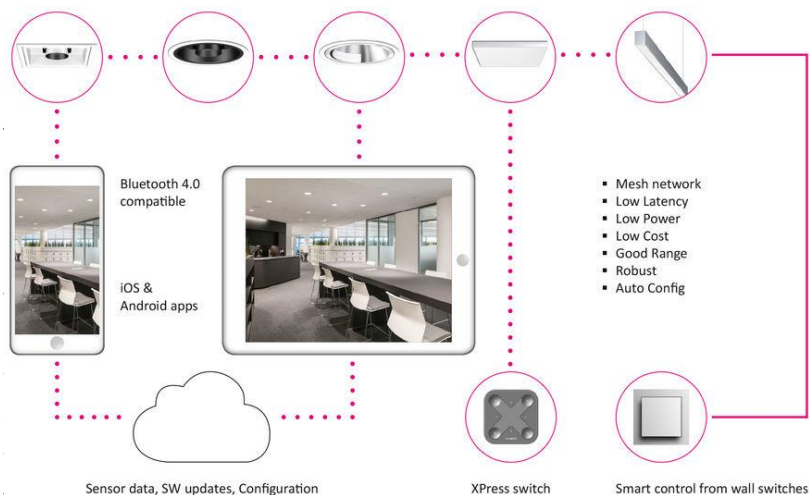 Bluetooth 4.0
compatible
iOS &
Android apps
▪ Mesh network
▪ Low Latency
▪ Low Power
▪ Low Cost
▪ Good Range
▪ Robust
▪ Auto Config
Sensor data, SW updates, Configuration
XPress switch
Smart control from wall switches